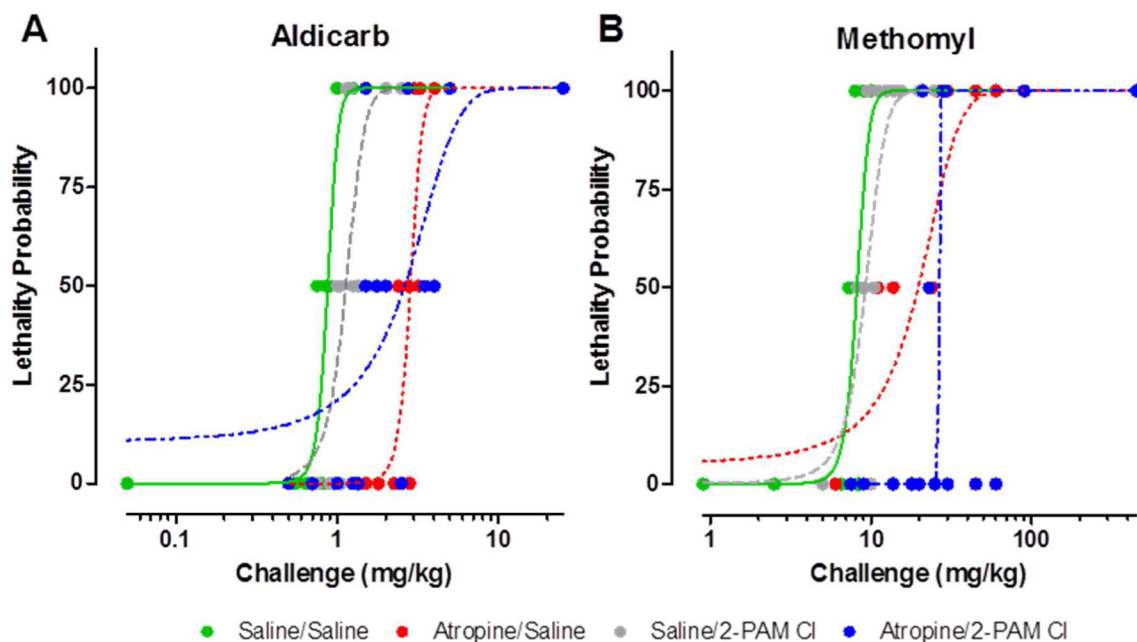 A
Aldicarb
Lethality Probability
100
75
50
25
0
0.1 1 10
Challenge (mg/kg)
B
Methomyl
Lethality Probability
100
75
50
25
0
1 10 100
Challenge (mg/kg)
Saline/Saline Atropine/Saline Saline/2-PAM Cl Atropine/2-PAM Cl